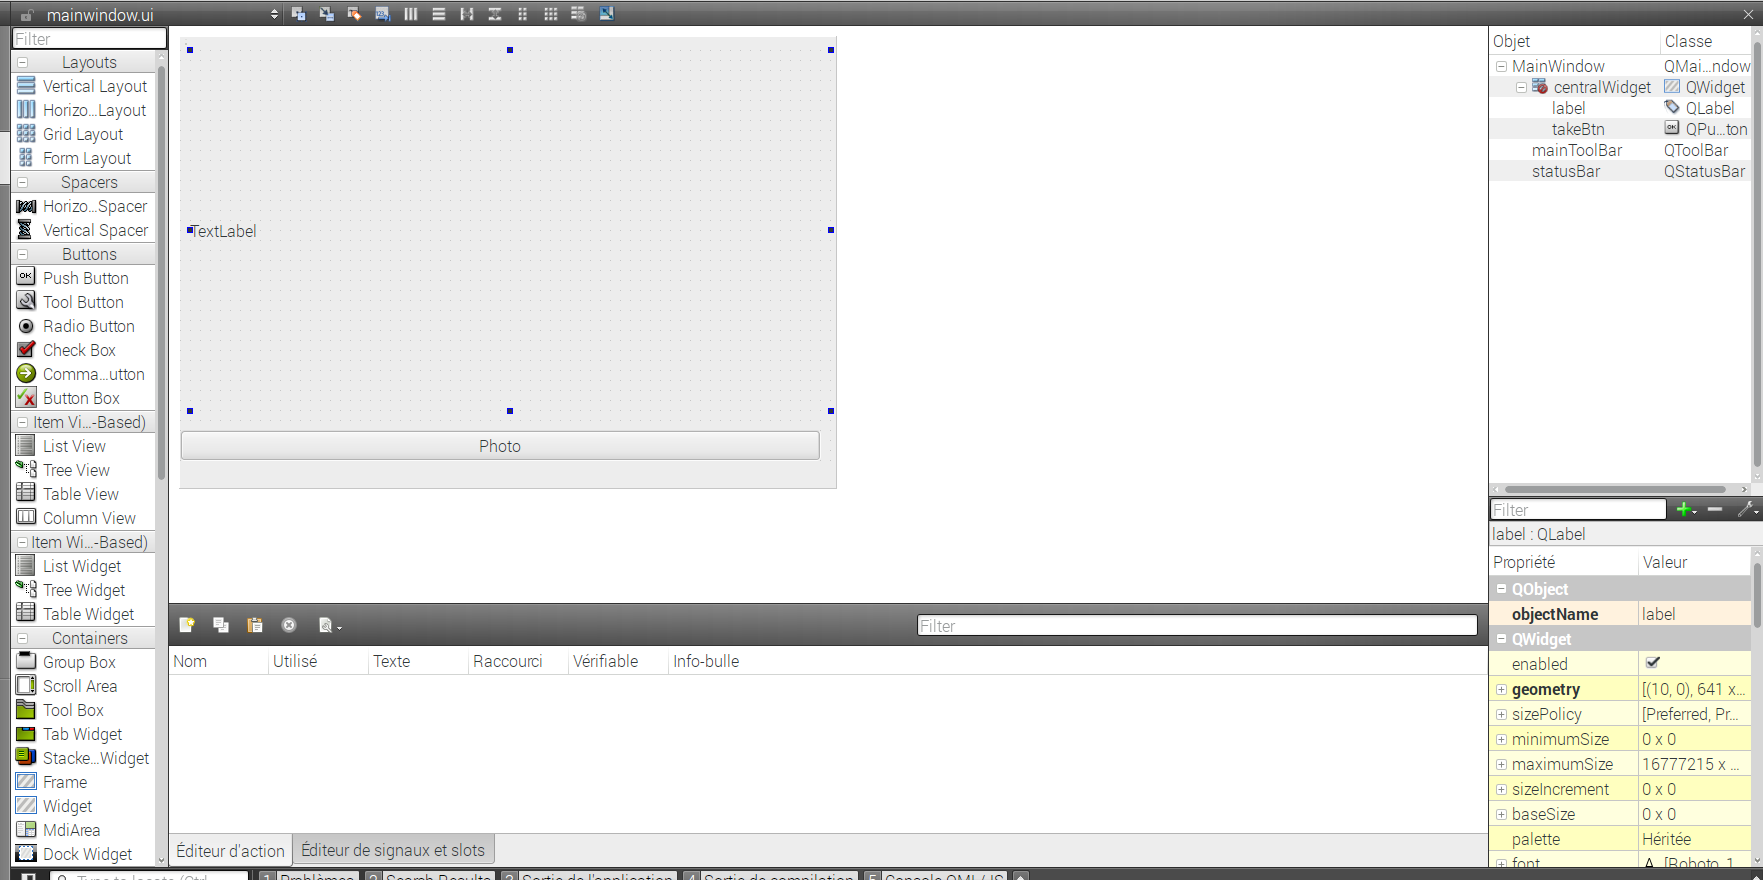 mainwindow.ui
Filter
Layouts
Vertical Layout
Horizo...Layout
Grid Layout
Form Layout
Spacers
Horizo...Spacer
Vertical Spacer
Buttons
Push Button
Tool Button
Radio Button
Check Box
Comma...utton
Button Box
Item Vi...-Based)
List View
Tree View
Table View
Column View
Item Wi...-Based)
List Widget
Tree Widget
Table Widget
Containers
Group Box
Scroll Area
Tool Box
Tab Widget
Stacke...Widget
Frame
Widget
MdiArea
Dock Widget
TextLabel
Photo
Filter
Nom Utilisé Texte Raccourci Vérifiable Info-bulle
Éditeur d'action Éditeur de signaux et slots
Objet Classe
MainWindow QMai...ndow
centralWidget QWidget
label QLabel
takeBtn QPu...ton
mainToolBar QToolBar
statusBar QStatusBar
Filter
label : QLabel
Propriété Valeur
QObject
objectName label
QWidget
enabled
geometry [(10, 0), 641 x...
sizePolicy [Preferred, Pr...
minimumSize 0 x 0
maximumSize 16777215 x ...
sizeIncrement 0 x 0
baseSize 0 x 0
palette Héritée
font A [Roboto, 1
Type to locate (Ctrl 1 Problèmes 2 Search Results 3 Sortie de l'application 4 Sortie de compilation 5 Console QML/JS